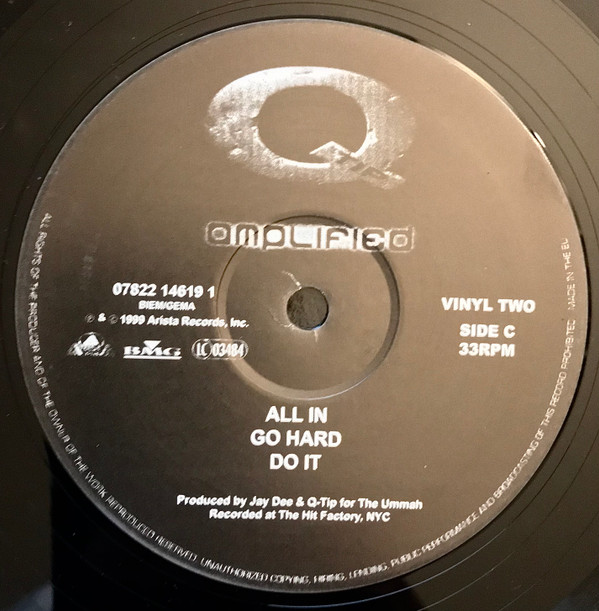 Q
TIP
AMPLIFIED
07822 14619 1
BIEM/GEMA
℗ & © 1999 Arista Records, Inc.
BMG
LC 03484
VINYL TWO
SIDE C
33RPM
ALL IN
GO HARD
DO IT
Produced by Jay Dee & Q-Tip for The Ummah
Recorded at The Hit Factory, NYC
ALL RIGHTS OF THE PRODUCER AND OF THE OWNER OF THE WORK REPRODUCED RESERVED. UNAUTHORIZED COPYING, HIRING, LENDING, PUBLIC PERFORMANCE AND BROADCASTING OF THIS RECORD PROHIBITED. MADE IN THE EU